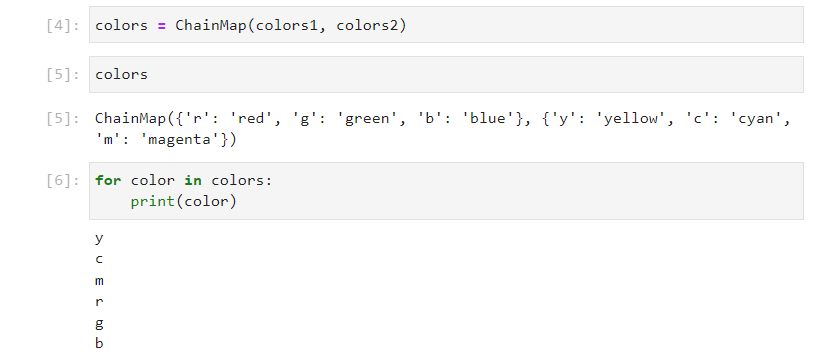 [4]: colors = ChainMap(colors1, colors2)
[5]: colors
[5]: ChainMap({'r': 'red', 'g': 'green', 'b': 'blue'}, {'y': 'yellow', 'c': 'cyan',
'm': 'magenta'})
[6]: for color in colors:
    print(color)
y
c
m
r
g
b